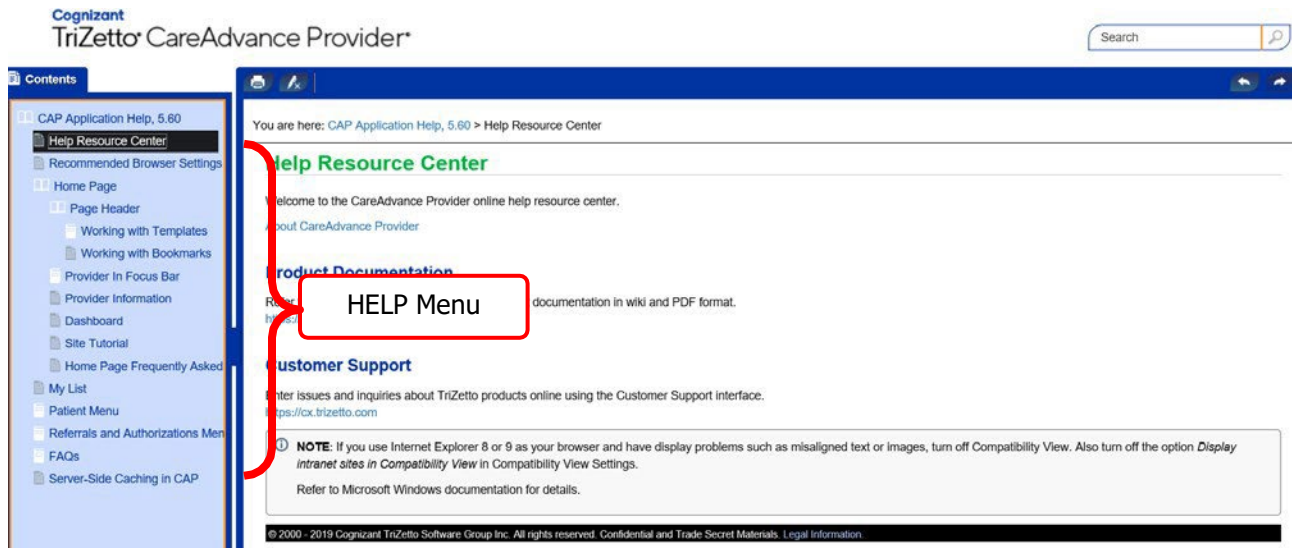 Cognizant
TriZetto CareAdvance Provider
Search
Contents
CAP Application Help, 5.60
Help Resource Center
Recommended Browser Settings
Home Page
Page Header
Working with Templates
Working with Bookmarks
Provider In Focus Bar
Provider Information
Dashboard
Site Tutorial
Home Page Frequently Asked
My List
Patient Menu
Referrals and Authorizations Men
FAQs
Server-Side Caching in CAP
You are here: CAP Application Help, 5.60 > Help Resource Center
Help Resource Center
Welcome to the CareAdvance Provider online help resource center.
About CareAdvance Provider
Product Documentation
Refer documentation in wiki and PDF format.
HELP Menu
Customer Support
Enter issues and inquiries about TriZetto products online using the Customer Support interface.
https://cx.trizetto.com
NOTE: If you use Internet Explorer 8 or 9 as your browser and have display problems such as misaligned text or images, turn off Compatibility View. Also turn off the option Display
intranet sites in Compatibility View in Compatibility View Settings.
Refer to Microsoft Windows documentation for details.
© 2000 - 2019 Cognizant TriZetto Software Group Inc. All rights reserved. Confidential and Trade Secret Materials. Legal Information